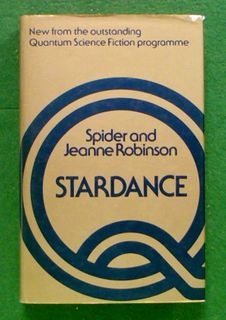 New from the outstanding
Quantum Science Fiction programme
Spider and
Jeanne Robinson
STARDANCE